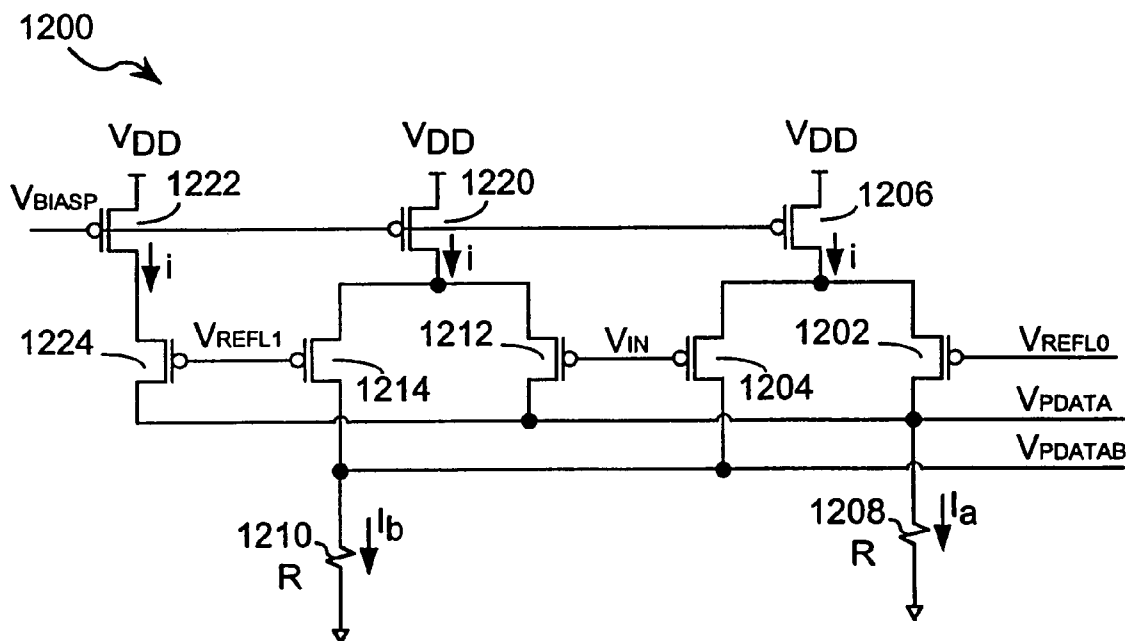 1200
VDD VDD VDD
VBIASP 1222 1220 1206
i i i
1224 VREFL1 1214 1212 VIN 1204 1202 VREFL0
VPDATA
VPDATAB
1210 R Ib 1208 R Ia